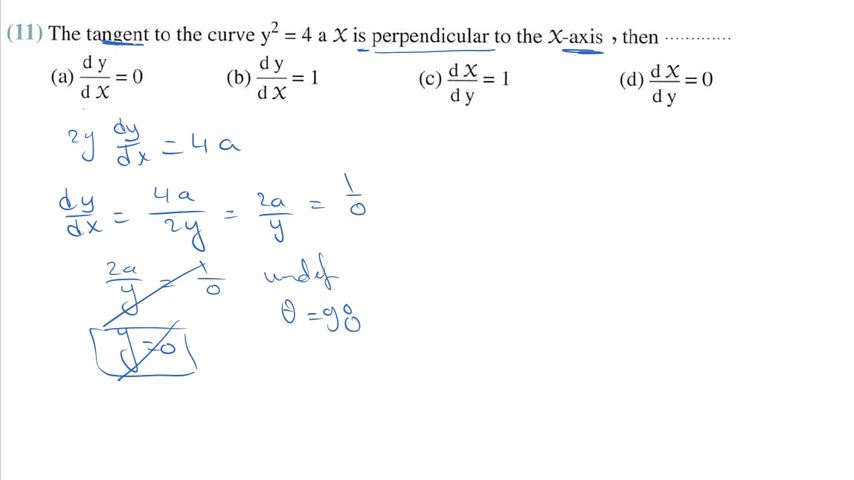 (11) The tangent to the curve y² = 4 a X is perpendicular to the X-axis , then ............
(a) dy/dX = 0 (b) dy/dX = 1 (c) dX/dy = 1 (d) dX/dy = 0
2y dy/dx = 4a
dy/dx = 4a/2y = 2a/y = 1/0
2a/y = 1/0 undef
θ = 90
y = 0